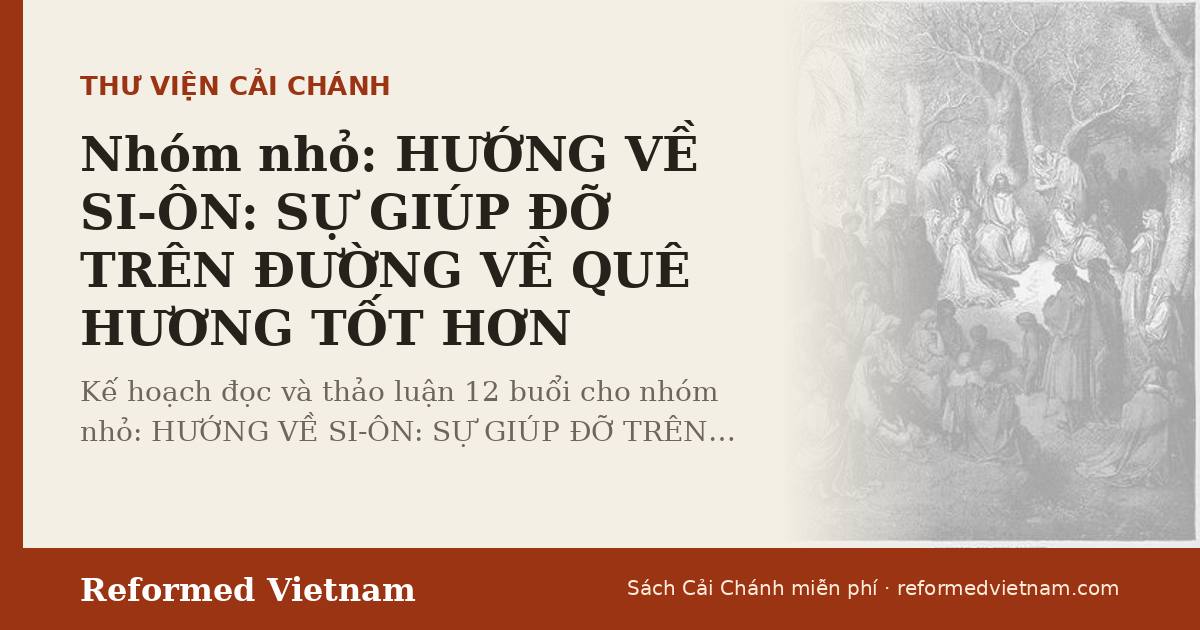 THƯ VIỆN CẢI CHÁNH
Nhóm nhỏ: HƯỚNG VỀ
SI-ÔN: SỰ GIÚP ĐỠ
TRÊN ĐƯỜNG VỀ QUÊ
HƯƠNG TỐT HƠN
Kế hoạch đọc và thảo luận 12 buổi cho nhóm
nhỏ: HƯỚNG VỀ SI-ÔN: SỰ GIÚP ĐỠ TRÊN...
Reformed Vietnam
Sách Cải Chánh miễn phí · reformedvietnam.com